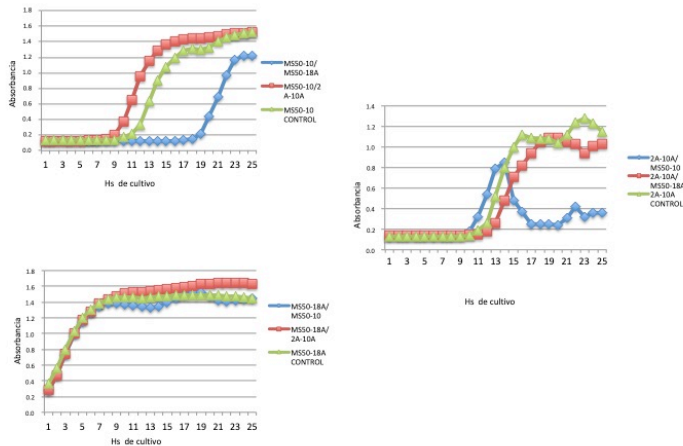 1.8
1.6
1.4
1.2
1.0
0.8
0.6
0.4
0.2
0.0
Absorbancia
1 3 5 7 9 11 13 15 17 19 21 23 25
Hs de cultivo
MS50-10/
MS50-18A
MS50-10/2
A-10A
MS50-10
CONTROL
1.4
1.2
1.0
0.8
0.6
0.4
0.2
0.0
Absorbancia
1 3 5 7 9 11 13 15 17 19 21 23 25
Hs de cultivo
2A-10A/
MS50-10
2A-10A/
MS50-18A
2A-10A
CONTROL
1.8
1.6
1.4
1.2
1.0
0.8
0.6
0.4
0.2
0.0
Absorbancia
1 3 5 7 9 11 13 15 17 19 21 23 25
Hs de cultivo
MS50-18A/
MS50-10
MS50-18A/
2A-10A
MS50-18A
CONTROL